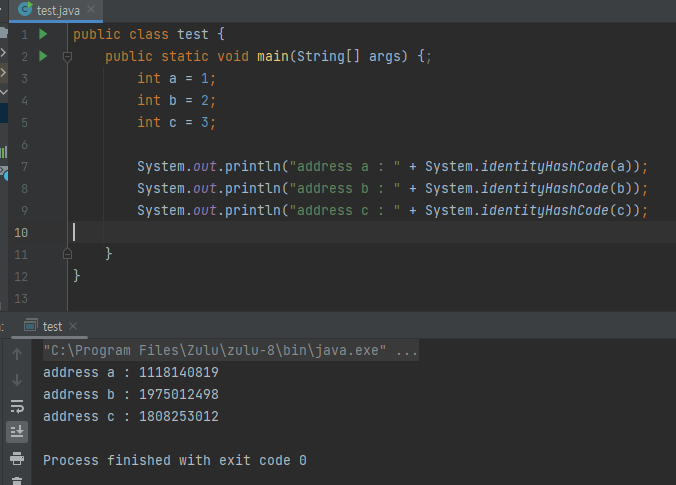 test.java
1 public class test {
2 public static void main(String[] args) {;
3 int a = 1;
4 int b = 2;
5 int c = 3;
6
7 System.out.println("address a : " + System.identityHashCode(a));
8 System.out.println("address b : " + System.identityHashCode(b));
9 System.out.println("address c : " + System.identityHashCode(c));
10
11 }
12 }
13
: test
"C:\Program Files\Zulu\zulu-8\bin\java.exe" ...
address a : 1118140819
address b : 1975012498
address c : 1808253012
Process finished with exit code 0